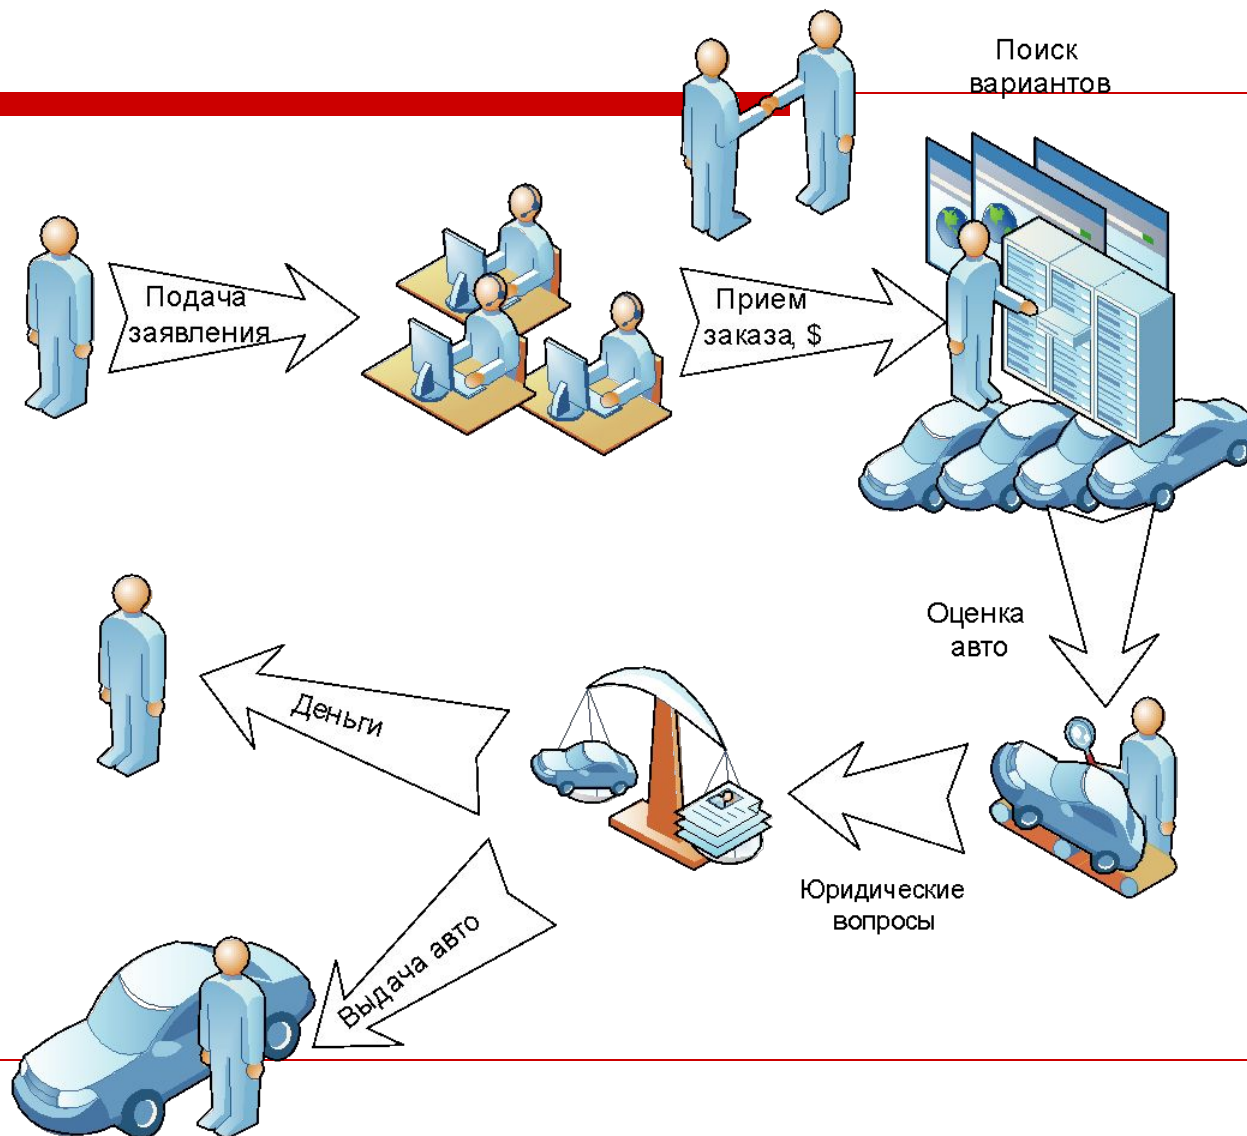 Поиск
вариантов
Подача
заявления
Прием
заказа, $
Оценка
авто
Деньги
Юридические
вопросы
Выдача авто